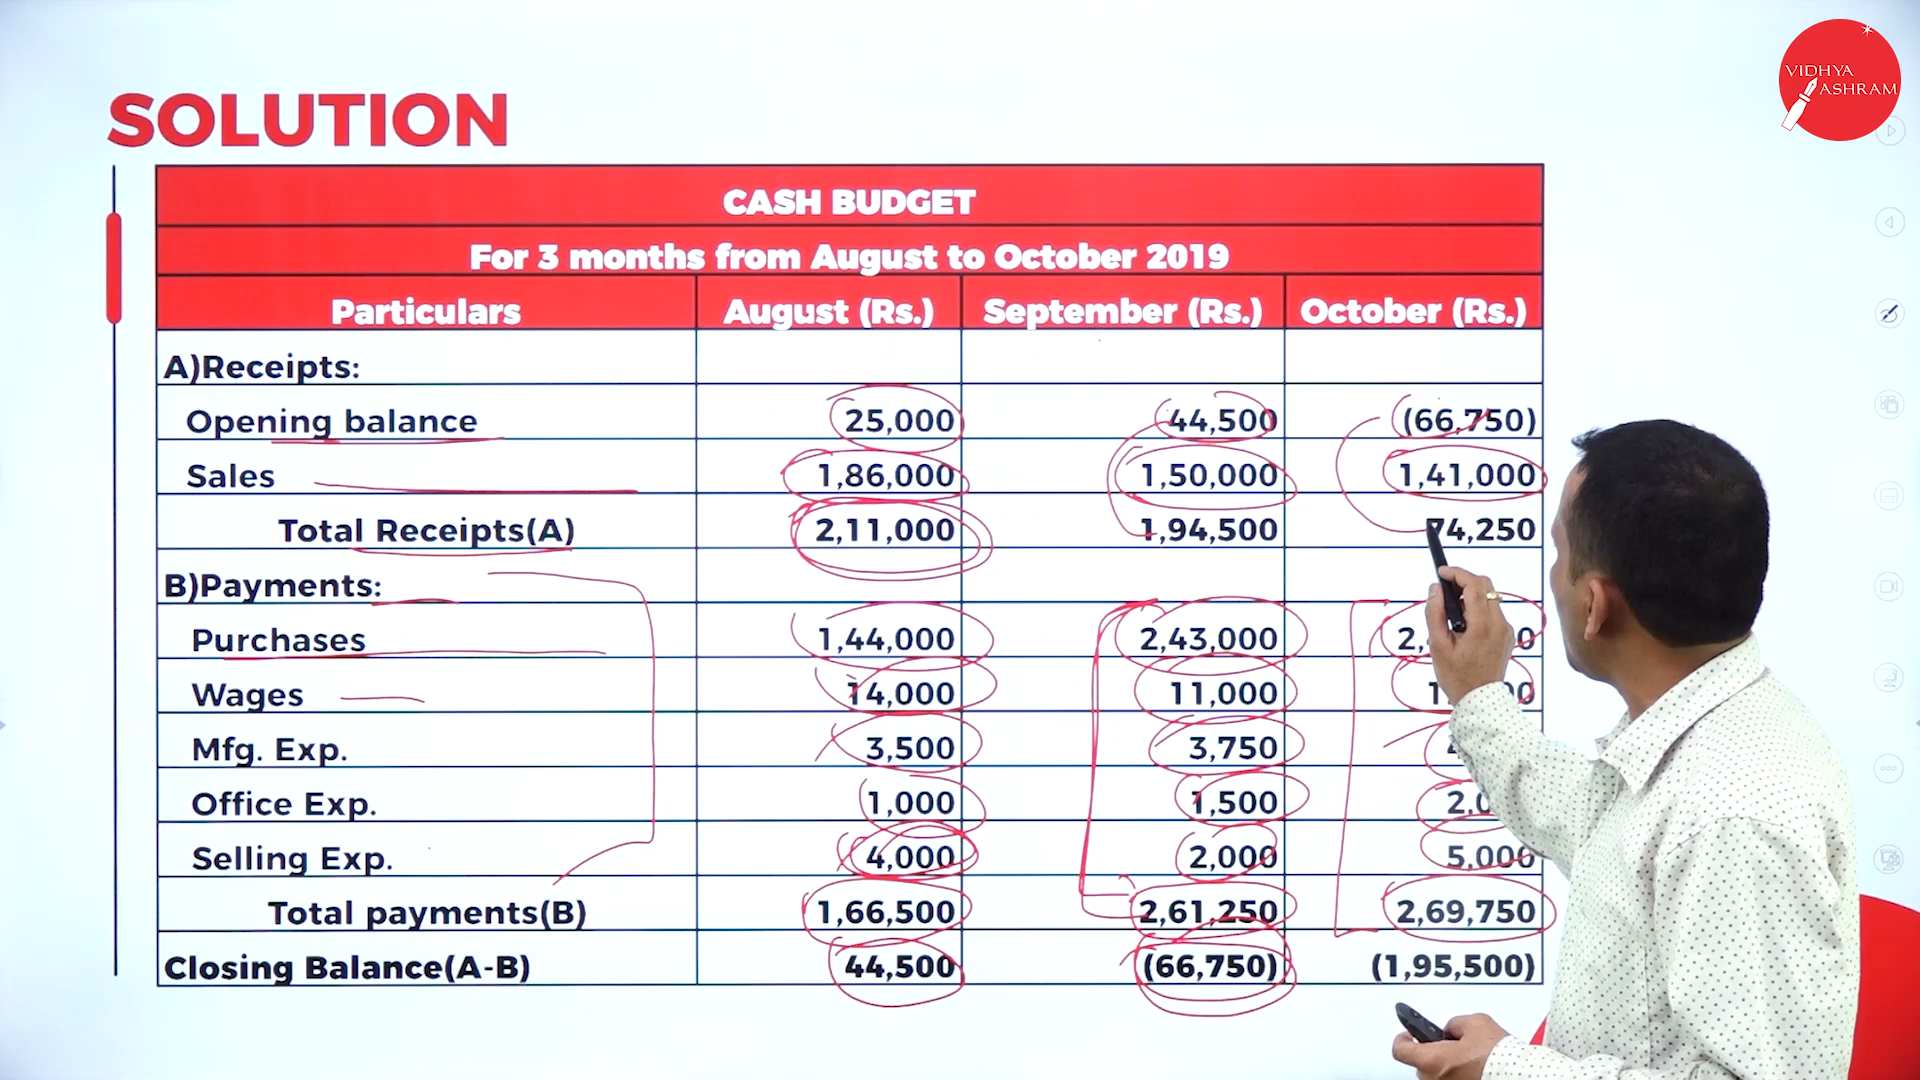 VIDHYA
ASHRAM
SOLUTION
CASH BUDGET
For 3 months from August to October 2019
Particulars August (Rs.) September (Rs.) October (Rs.)
A)Receipts:
Opening balance 25,000 44,500 (66,750)
Sales 1,86,000 1,50,000 1,41,000
Total Receipts(A) 2,11,000 1,94,500 74,250
B)Payments:
Purchases 1,44,000 2,43,000
Wages 14,000 11,000
Mfg. Exp. 3,500 3,750
Office Exp. 1,000 1,500
Selling Exp. 4,000 2,000 5,000
Total payments(B) 1,66,500 2,61,250 2,69,750
Closing Balance(A-B) 44,500 (66,750) (1,95,500)